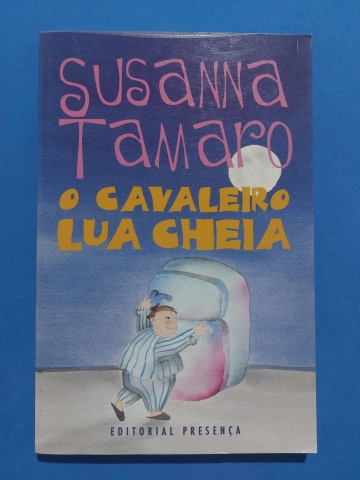 SUSANNA
TAMARO
O CAVALEIRO
LUA CHEIA
EDITORIAL PRESENÇA